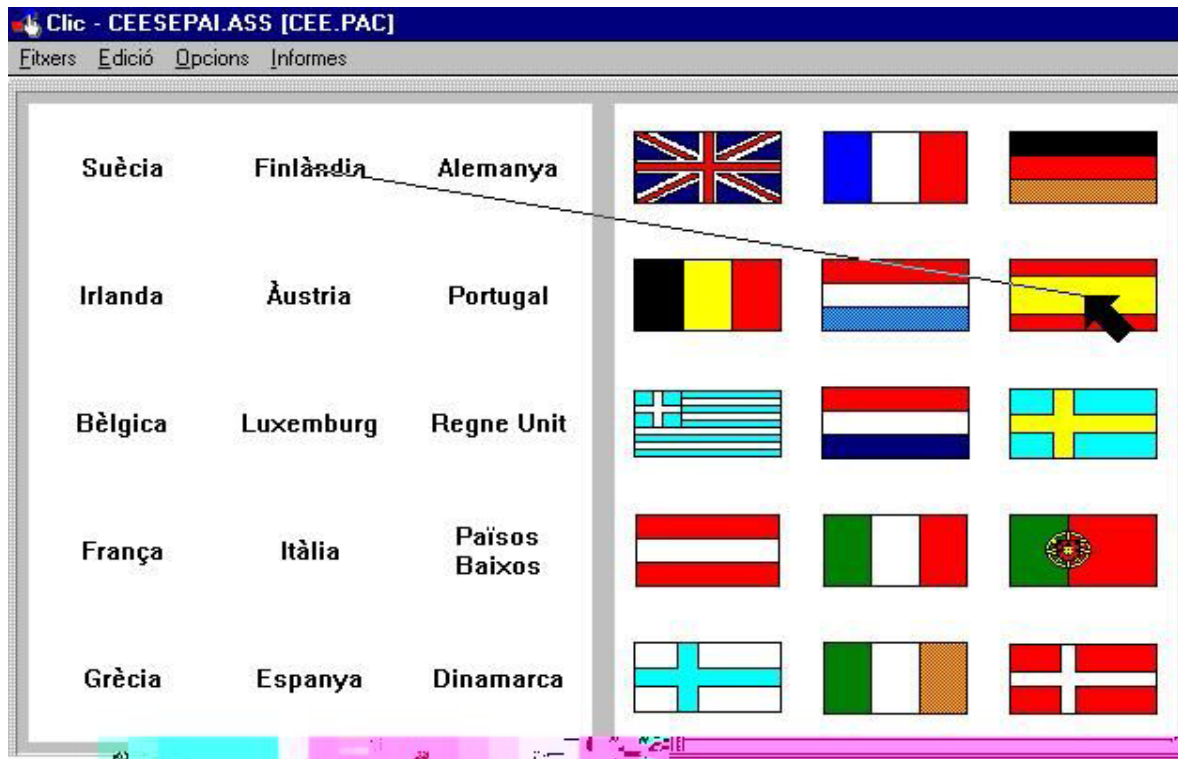 Clic - CEESEPAI.ASS [CEE.PAC]
Fitxers Edició Opcions Informes
Suècia Finlàndia Alemanya
Irlanda Àustria Portugal
Bèlgica Luxemburg Regne Unit
França Itàlia Països Baixos
Grècia Espanya Dinamarca